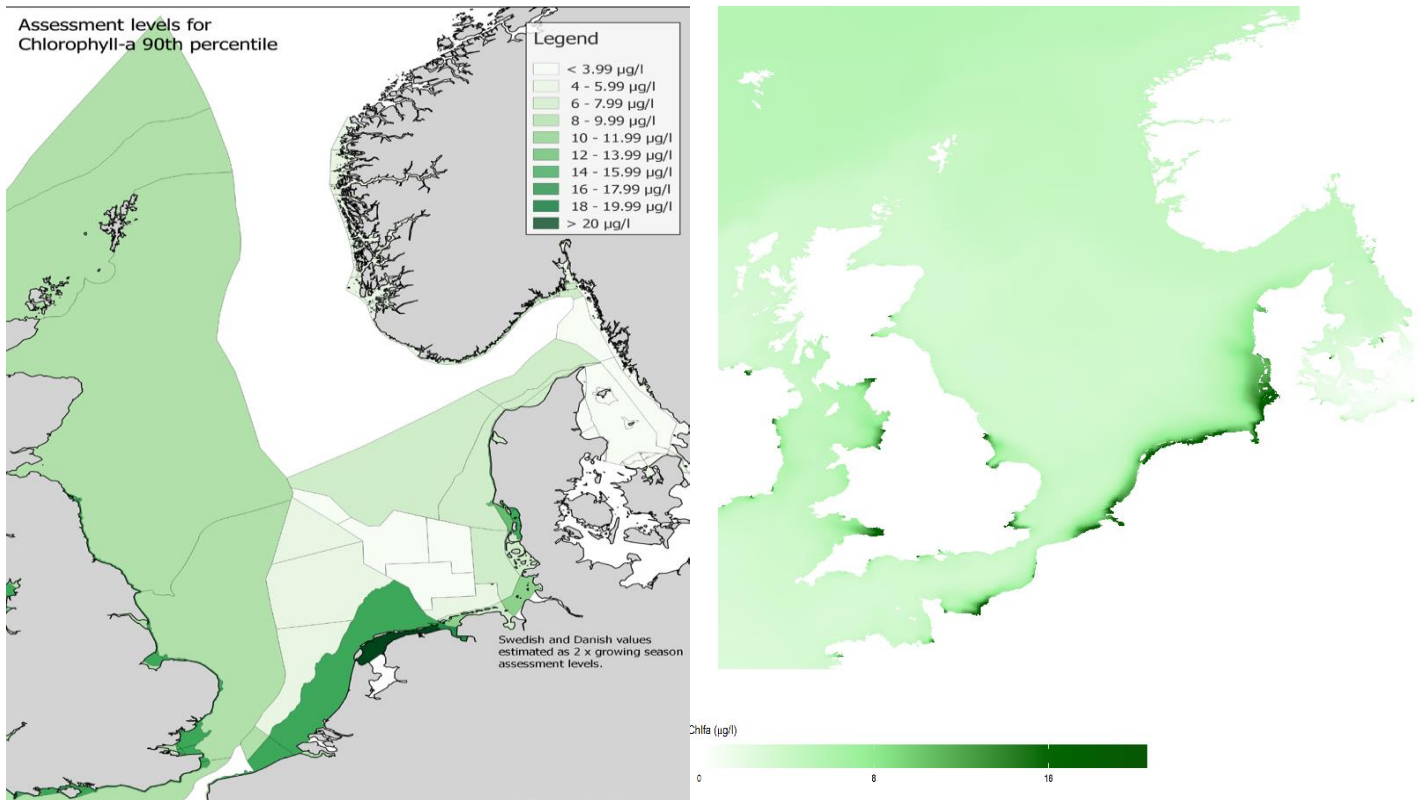 Assessment levels for
Chlorophyll-a 90th percentile
Legend
< 3.99 µg/l
4 - 5.99 µg/l
6 - 7.99 µg/l
8 - 9.99 µg/l
10 - 11.99 µg/l
12 - 13.99 µg/l
14 - 15.99 µg/l
16 - 17.99 µg/l
18 - 19.99 µg/l
> 20 µg/l
Swedish and Danish values
estimated as 2 x growing season
assessment levels.
Chlfa (µg/l)
0 8 16